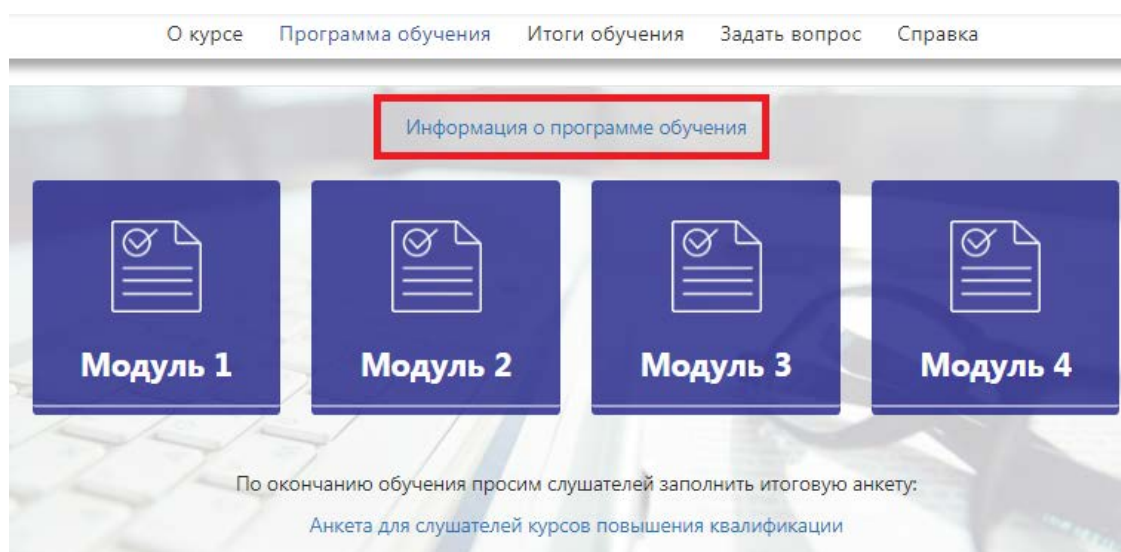 О курсе Программа обучения Итоги обучения Задать вопрос Справка
Информация о программе обучения
Модуль 1 Модуль 2 Модуль 3 Модуль 4
По окончанию обучения просим слушателей заполнить итоговую анкету:
Анкета для слушателей курсов повышения квалификации